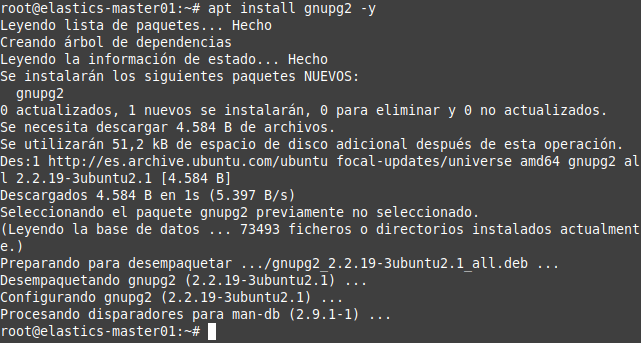 root@elastics-master01:~# apt install gnupg2 -y
Leyendo lista de paquetes... Hecho
Creando árbol de dependencias
Leyendo la información de estado... Hecho
Se instalarán los siguientes paquetes NUEVOS:
  gnupg2
0 actualizados, 1 nuevos se instalarán, 0 para eliminar y 0 no actualizados.
Se necesita descargar 4.584 B de archivos.
Se utilizarán 51,2 kB de espacio de disco adicional después de esta operación.
Des:1 http://es.archive.ubuntu.com/ubuntu focal-updates/universe amd64 gnupg2 al
l 2.2.19-3ubuntu2.1 [4.584 B]
Descargados 4.584 B en 1s (5.397 B/s)
Seleccionando el paquete gnupg2 previamente no seleccionado.
(Leyendo la base de datos ... 73493 ficheros o directorios instalados actualment
e.)
Preparando para desempaquetar .../gnupg2_2.2.19-3ubuntu2.1_all.deb ...
Desempaquetando gnupg2 (2.2.19-3ubuntu2.1) ...
Configurando gnupg2 (2.2.19-3ubuntu2.1) ...
Procesando disparadores para man-db (2.9.1-1) ...
root@elastics-master01:~#